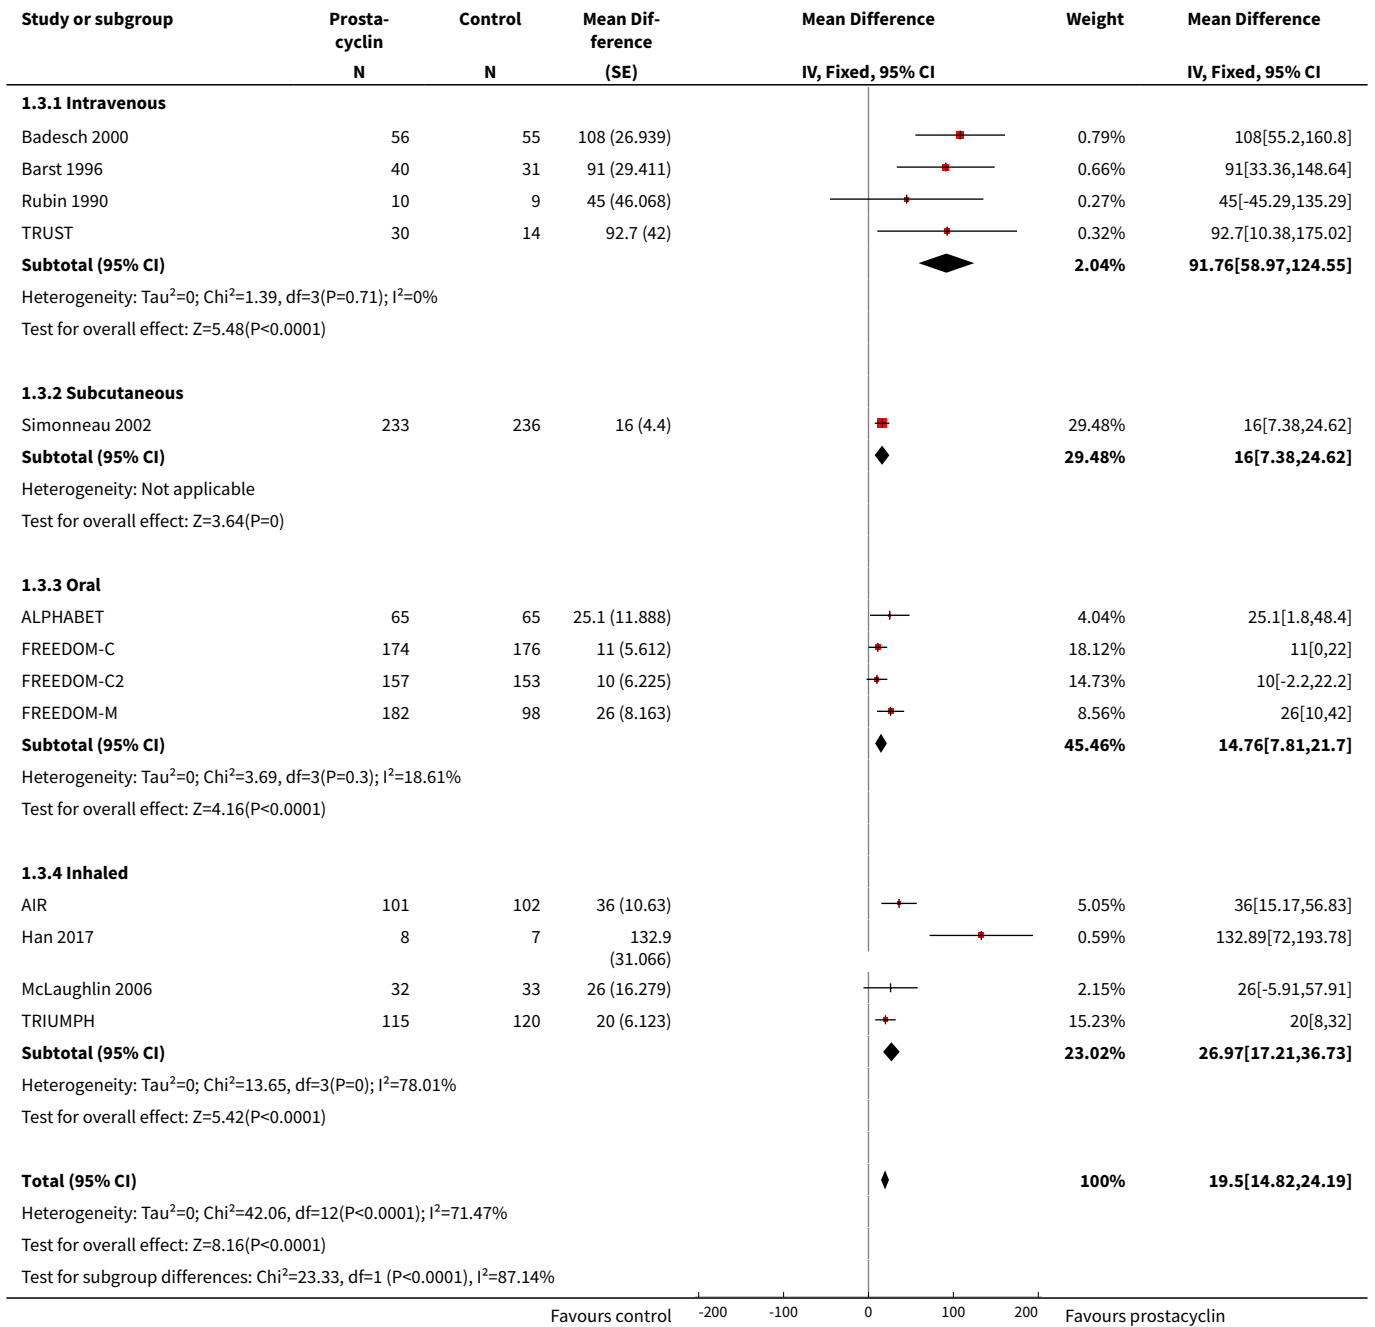 Study or subgroup Prosta- Control Mean Dif- Mean Difference Weight Mean Difference
cyclin ference
N N (SE) IV, Fixed, 95% CI IV, Fixed, 95% CI
1.3.1 Intravenous
Badesch 2000 56 55 108 (26.939) 0.79% 108[55.2,160.8]
Barst 1996 40 31 91 (29.411) 0.66% 91[33.36,148.64]
Rubin 1990 10 9 45 (46.068) 0.27% 45[-45.29,135.29]
TRUST 30 14 92.7 (42) 0.32% 92.7[10.38,175.02]
Subtotal (95% CI) 2.04% 91.76[58.97,124.55]
Heterogeneity: Tau²=0; Chi²=1.39, df=3(P=0.71); I²=0%
Test for overall effect: Z=5.48(P<0.0001)
1.3.2 Subcutaneous
Simonneau 2002 233 236 16 (4.4) 29.48% 16[7.38,24.62]
Subtotal (95% CI) 29.48% 16[7.38,24.62]
Heterogeneity: Not applicable
Test for overall effect: Z=3.64(P=0)
1.3.3 Oral
ALPHABET 65 65 25.1 (11.888) 4.04% 25.1[1.8,48.4]
FREEDOM-C 174 176 11 (5.612) 18.12% 11[0,22]
FREEDOM-C2 157 153 10 (6.225) 14.73% 10[-2.2,22.2]
FREEDOM-M 182 98 26 (8.163) 8.56% 26[10,42]
Subtotal (95% CI) 45.46% 14.76[7.81,21.7]
Heterogeneity: Tau²=0; Chi²=3.69, df=3(P=0.3); I²=18.61%
Test for overall effect: Z=4.16(P<0.0001)
1.3.4 Inhaled
AIR 101 102 36 (10.63) 5.05% 36[15.17,56.83]
Han 2017 8 7 132.9 0.59% 132.89[72,193.78]
(31.066)
McLaughlin 2006 32 33 26 (16.279) 2.15% 26[-5.91,57.91]
TRIUMPH 115 120 20 (6.123) 15.23% 20[8,32]
Subtotal (95% CI) 23.02% 26.97[17.21,36.73]
Heterogeneity: Tau²=0; Chi²=13.65, df=3(P=0); I²=78.01%
Test for overall effect: Z=5.42(P<0.0001)
Total (95% CI) 100% 19.5[14.82,24.19]
Heterogeneity: Tau²=0; Chi²=42.06, df=12(P<0.0001); I²=71.47%
Test for overall effect: Z=8.16(P<0.0001)
Test for subgroup differences: Chi²=23.33, df=1 (P<0.0001), I²=87.14%
Favours control -200 -100 0 100 200 Favours prostacyclin